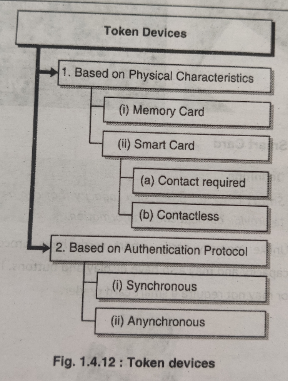 Token Devices
1. Based on Physical Characteristics
(i) Memory Card
(ii) Smart Card
(a) Contact required
(b) Contactless
2. Based on Authentication Protocol
(i) Synchronous
(ii) Anynchronous
Fig. 1.4.12 : Token devices